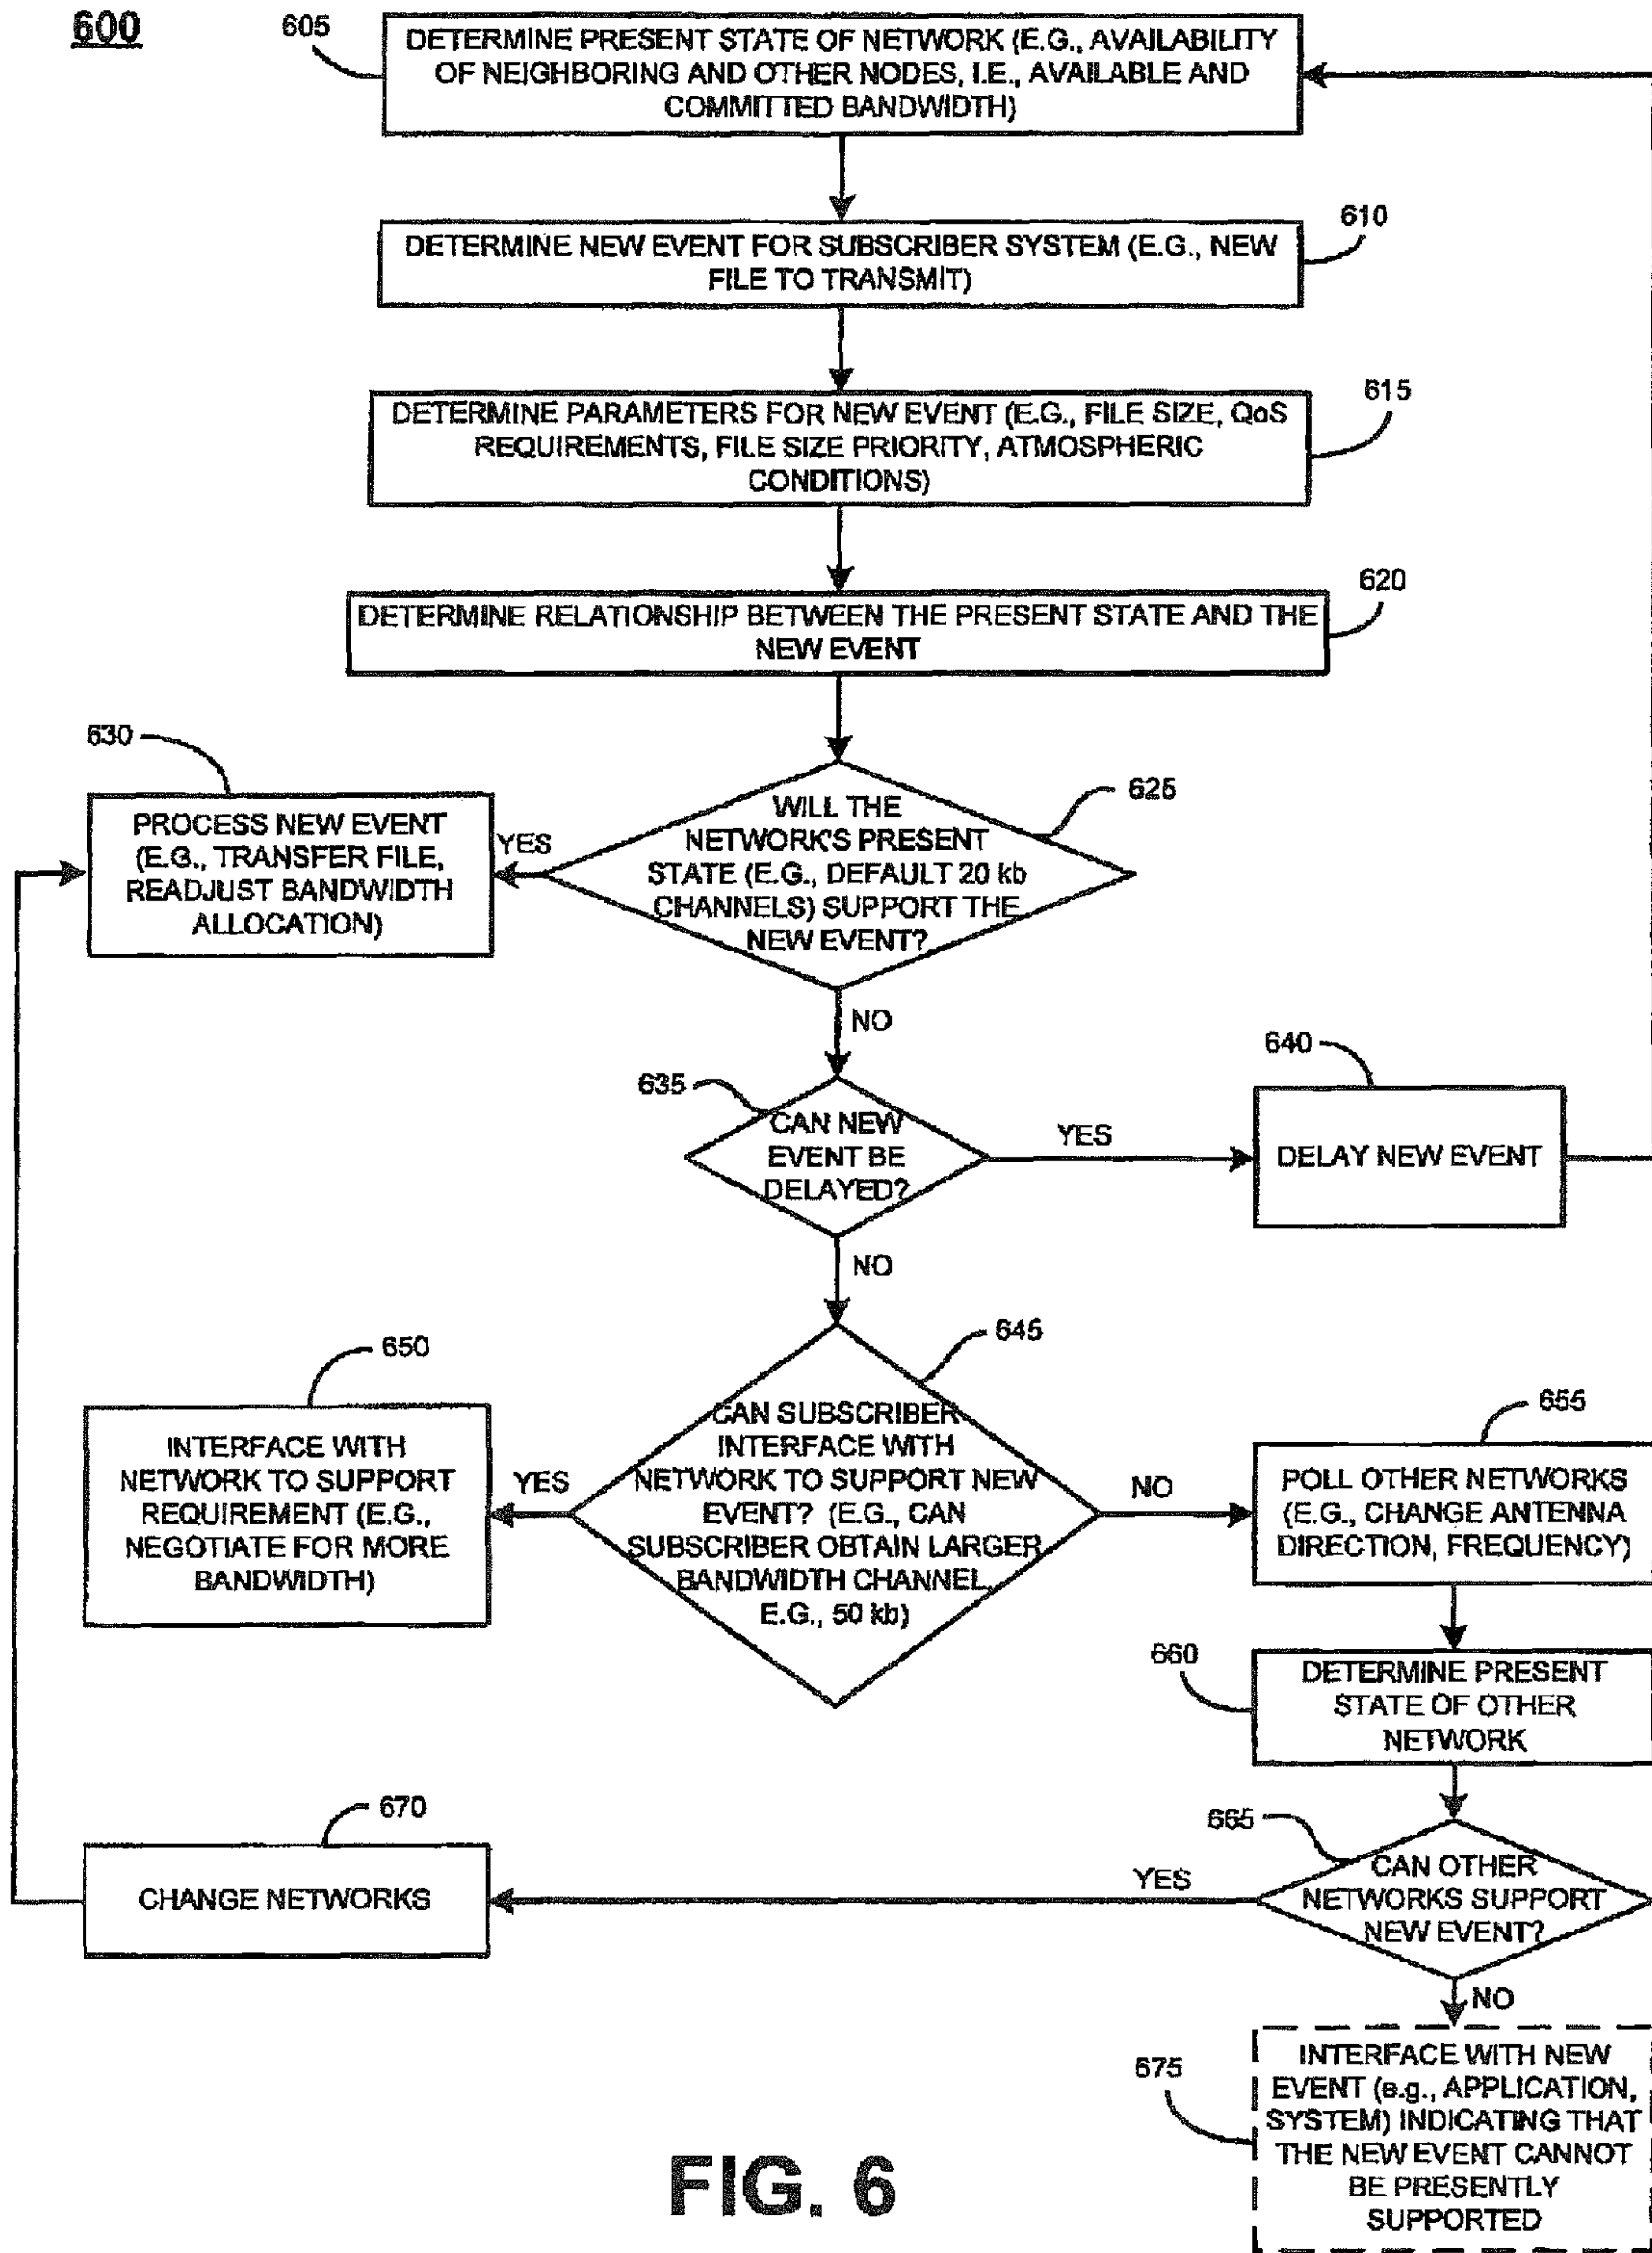 600
605
DETERMINE PRESENT STATE OF NETWORK (E.G., AVAILABILITY
OF NEIGHBORING AND OTHER NODES, I.E., AVAILABLE AND
COMMITTED BANDWIDTH)
610
DETERMINE NEW EVENT FOR SUBSCRIBER SYSTEM (E.G., NEW
FILE TO TRANSMIT)
615
DETERMINE PARAMETERS FOR NEW EVENT (E.G., FILE SIZE, QoS
REQUIREMENTS, FILE SIZE PRIORITY, ATMOSPHERIC
CONDITIONS)
620
DETERMINE RELATIONSHIP BETWEEN THE PRESENT STATE AND THE
NEW EVENT
630
PROCESS NEW EVENT
(E.G., TRANSFER FILE,
READJUST BANDWIDTH
ALLOCATION)
YES
625
WILL THE
NETWORK'S PRESENT
STATE (E.G., DEFAULT 20 kb
CHANNELS) SUPPORT THE
NEW EVENT?
NO
635
CAN NEW
EVENT BE
DELAYED?
YES
640
DELAY NEW EVENT
NO
650
INTERFACE WITH
NETWORK TO SUPPORT
REQUIREMENT (E.G.,
NEGOTIATE FOR MORE
BANDWIDTH)
YES
645
CAN SUBSCRIBER
INTERFACE WITH
NETWORK TO SUPPORT NEW
EVENT? (E.G., CAN
SUBSCRIBER OBTAIN LARGER
BANDWIDTH CHANNEL,
E.G., 50 kb)
NO
655
POLL OTHER NETWORKS
(E.G., CHANGE ANTENNA
DIRECTION, FREQUENCY)
660
DETERMINE PRESENT
STATE OF OTHER
NETWORK
665
CAN OTHER
NETWORKS SUPPORT
NEW EVENT?
YES
670
CHANGE NETWORKS
NO
675
INTERFACE WITH NEW
EVENT (e.g., APPLICATION,
SYSTEM) INDICATING THAT
THE NEW EVENT CANNOT
BE PRESENTLY
SUPPORTED
FIG. 6